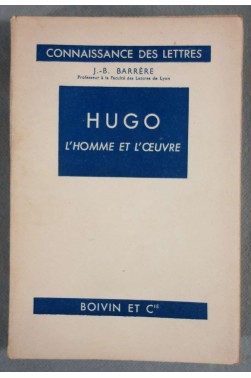 CONNAISSANCE DES LETTRES
J.-B. BARRÈRE
Professeur à la Faculté des Lettres de Lyon
HUGO
L'HOMME ET L'ŒUVRE
BOIVIN ET Cie